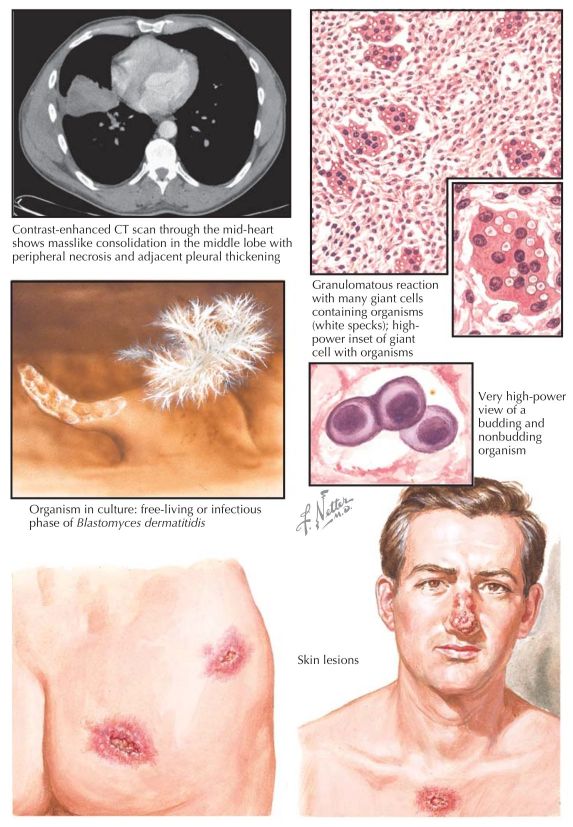 Contrast-enhanced CT scan through the mid-heart
shows masslike consolidation in the middle lobe with
peripheral necrosis and adjacent pleural thickening
Granulomatous reaction
with many giant cells
containing organisms
(white specks); high-
power inset of giant
cell with organisms
Very high-power
view of a
budding and
nonbudding
organism
Organism in culture: free-living or infectious
phase of Blastomyces dermatitidis
F. Netter
M.D.
Skin lesions